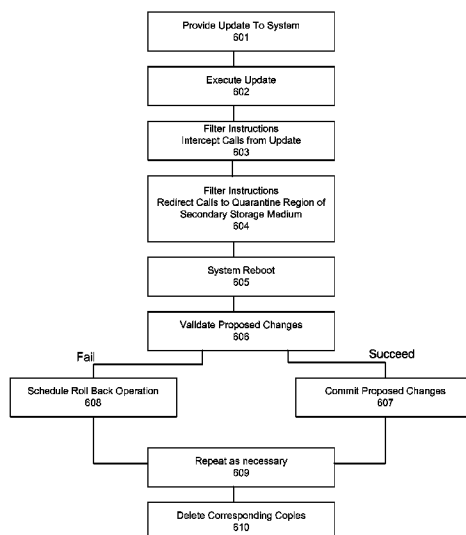 Provide Update To System
601
Execute Update
602
Filter Instructions
Intercept Calls from Update
603
Filter Instructions
Redirect Calls to Quarantine Region of
Secondary Storage Medium
604
System Reboot
605
Validate Proposed Changes
606
Fail
Succeed
Schedule Roll Back Operation
608
Commit Proposed Changes
607
Repeat as necessary
609
Delete Corresponding Copies
610